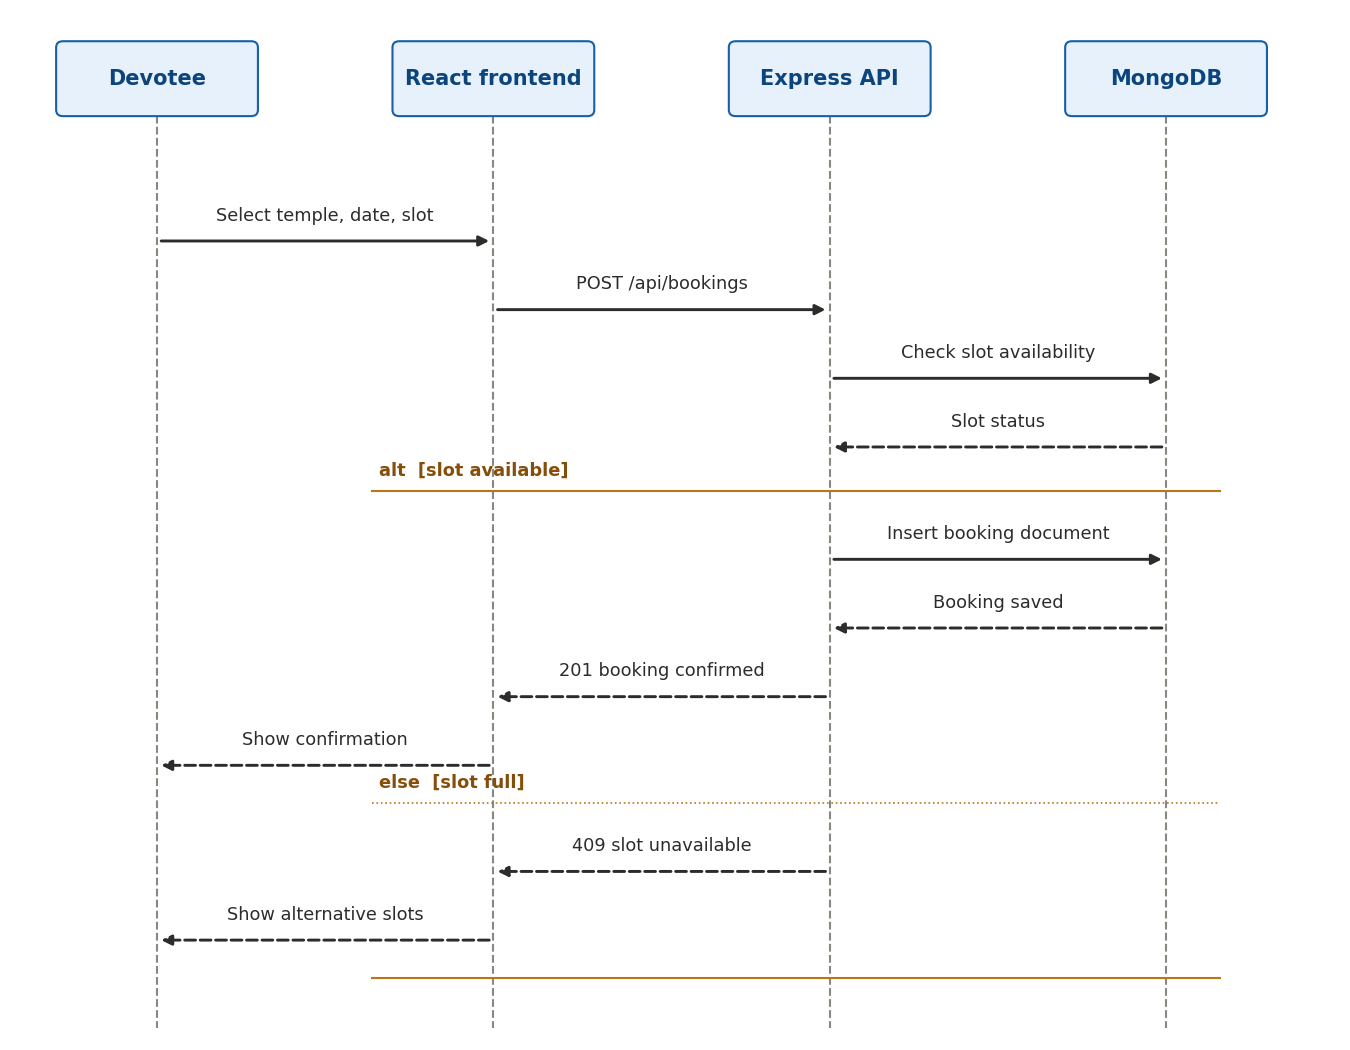 Devotee
React frontend
Express API
MongoDB
Select temple, date, slot
POST /api/bookings
Check slot availability
Slot status
alt  [slot available]
Insert booking document
Booking saved
201 booking confirmed
Show confirmation
else  [slot full]
409 slot unavailable
Show alternative slots